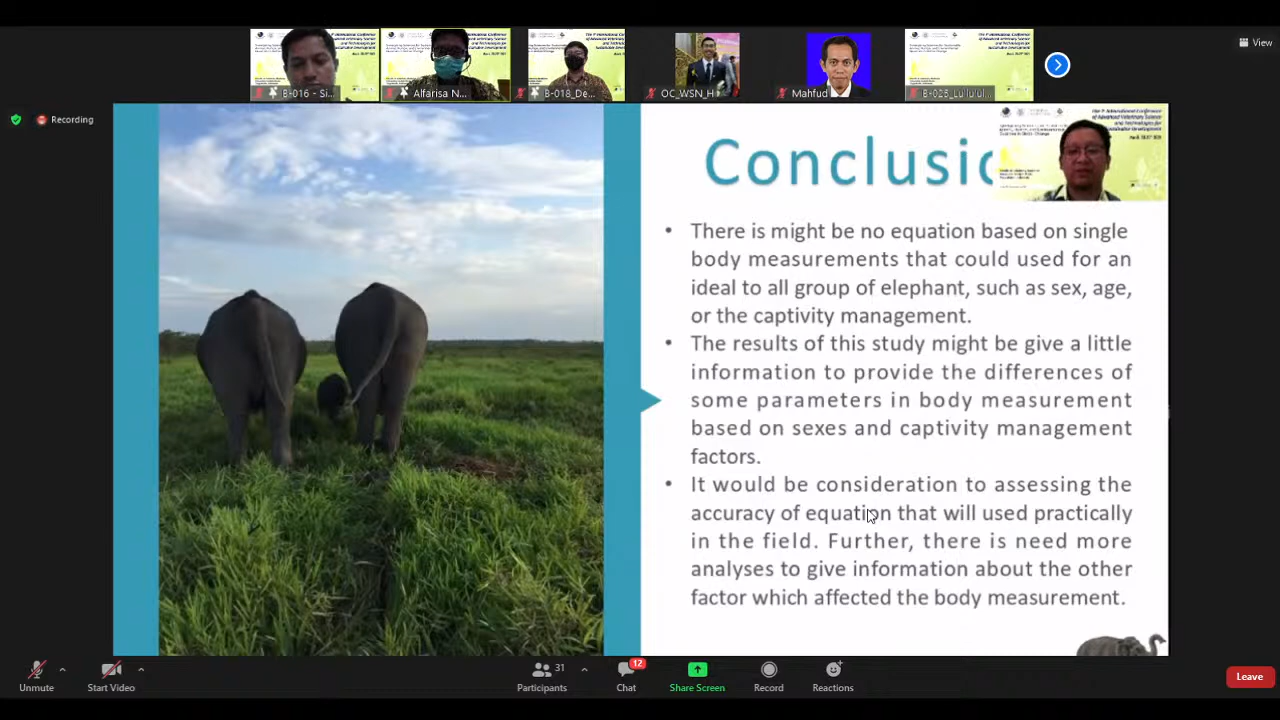 View
B-016 - Si...
Alfarisa N...
B-018_De...
OC_WSN_H
Mahfud
B-025_Lu'lu'ul...
Recording
Conclusic
• There is might be no equation based on single
body measurements that could used for an
ideal to all group of elephant, such as sex, age,
or the captivity management.
• The results of this study might be give a little
information to provide the differences of
some parameters in body measurement
based on sexes and captivity management
factors.
• It would be consideration to assessing the
accuracy of equation that will used practically
in the field. Further, there is need more
analyses to give information about the other
factor which affected the body measurement.
Unmute
Start Video
Participants
31
Chat
12
Share Screen
Record
Reactions
Leave